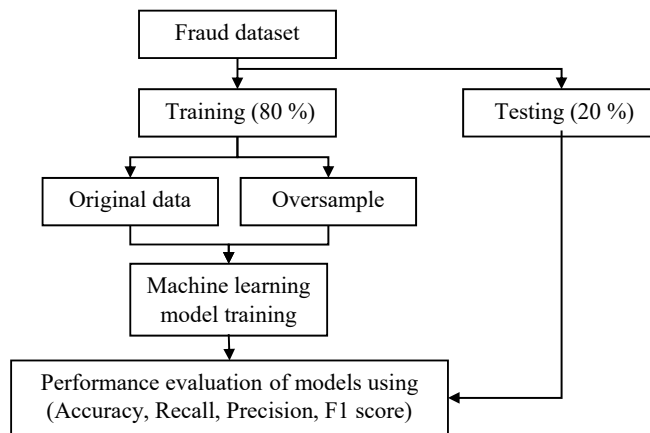 Fraud dataset
Training (80 %)
Testing (20 %)
Original data
Oversample
Machine learning
model training
Performance evaluation of models using
(Accuracy, Recall, Precision, F1 score)